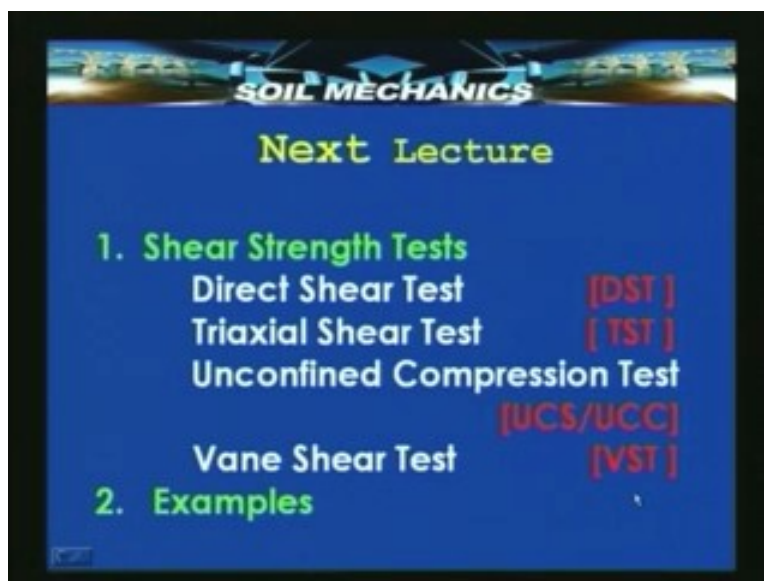 SOIL MECHANICS
Next Lecture
1. Shear Strength Tests
Direct Shear Test [DST ]
Triaxial Shear Test [ TST ]
Unconfined Compression Test
[UCS/UCC]
Vane Shear Test [VST ]
2. Examples